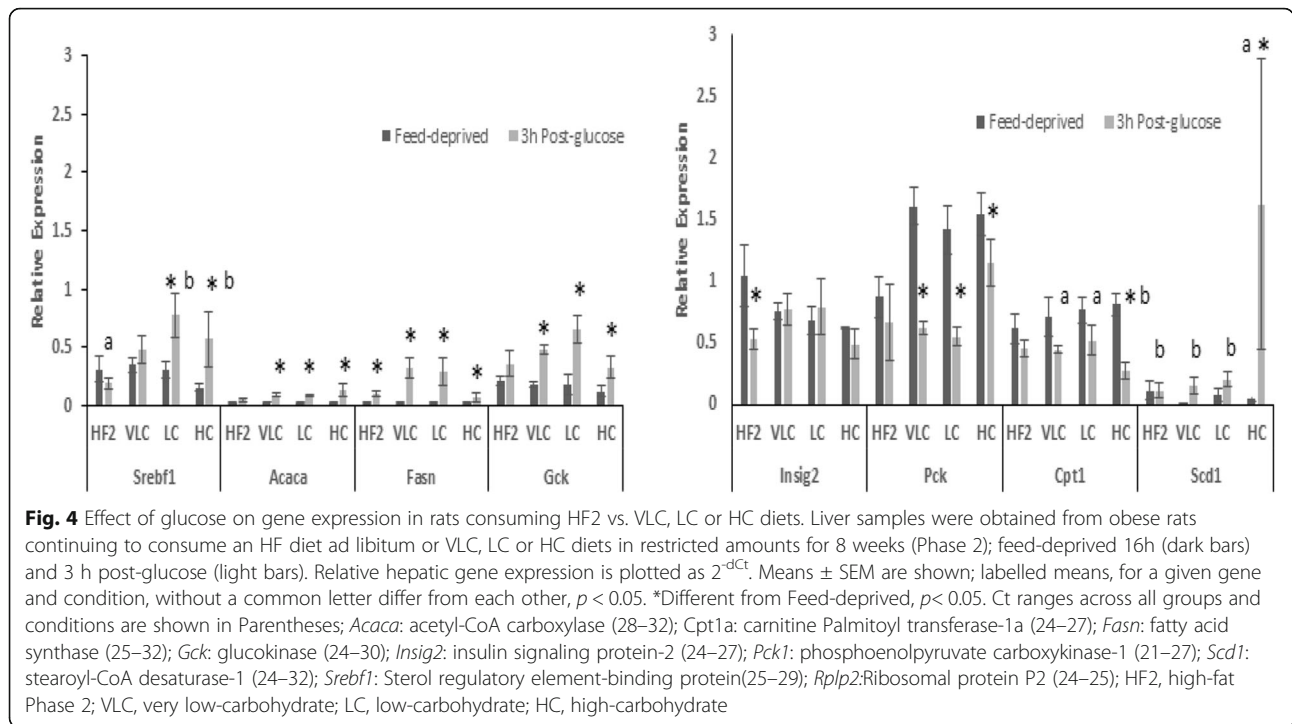 3
2.5
2
1.5
1
0.5
0
Relative Expression
Feed-deprived 3h Post-glucose
a * b * b * * * * * * * * * *
HF2 VLC LC HC HF2 VLC LC HC HF2 VLC LC HC HF2 VLC LC HC
Srebf1 Acaca Fasn Gck
3
2.5
2
1.5
1
0.5
0
Relative Expression
Feed-deprived 3h Post-glucose
a *
* * * * a a * b b b b
HF2 VLC LC HC HF2 VLC LC HC HF2 VLC LC HC HF2 VLC LC HC
Insig2 Pck Cpt1 Scd1
Fig. 4 Effect of glucose on gene expression in rats consuming HF2 vs. VLC, LC or HC diets. Liver samples were obtained from obese rats
continuing to consume an HF diet ad libitum or VLC, LC or HC diets in restricted amounts for 8 weeks (Phase 2); feed-deprived 16h (dark bars)
and 3 h post-glucose (light bars). Relative hepatic gene expression is plotted as 2-dCt. Means ± SEM are shown; labelled means, for a given gene
and condition, without a common letter differ from each other, p < 0.05. *Different from Feed-deprived, p< 0.05. Ct ranges across all groups and
conditions are shown in Parentheses; Acaca: acetyl-CoA carboxylase (28–32); Cpt1a: carnitine Palmitoyl transferase-1a (24–27); Fasn: fatty acid
synthase (25–32); Gck: glucokinase (24–30); Insig2: insulin signaling protein-2 (24–27); Pck1: phosphoenolpyruvate carboxykinase-1 (21–27); Scd1:
stearoyl-CoA desaturase-1 (24–32); Srebf1: Sterol regulatory element-binding protein(25–29); Rplp2:Ribosomal protein P2 (24–25); HF2, high-fat
Phase 2; VLC, very low-carbohydrate; LC, low-carbohydrate; HC, high-carbohydrate